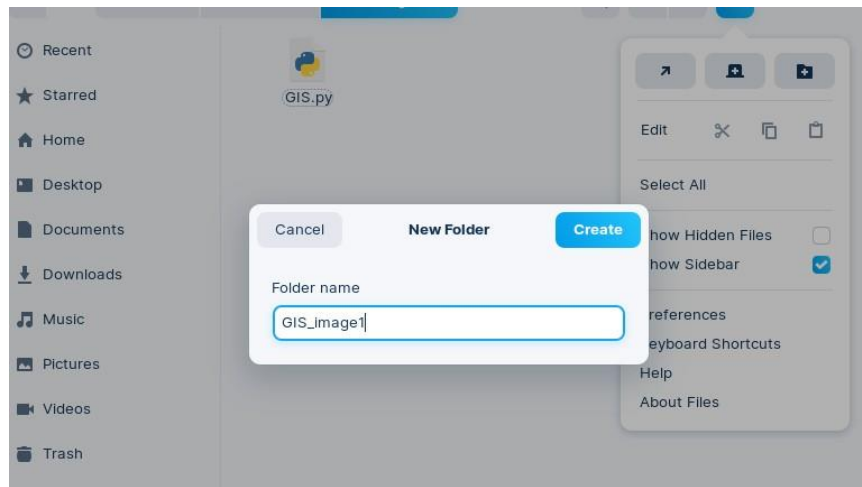 Recent
Starred
Home
Desktop
Documents
Downloads
Music
Pictures
Videos
Trash
GIS.py
Cancel
New Folder
Create
Folder name
GIS_image1
Edit
Select All
how Hidden Files
how Sidebar
references
eyboard Shortcuts
Help
About Files